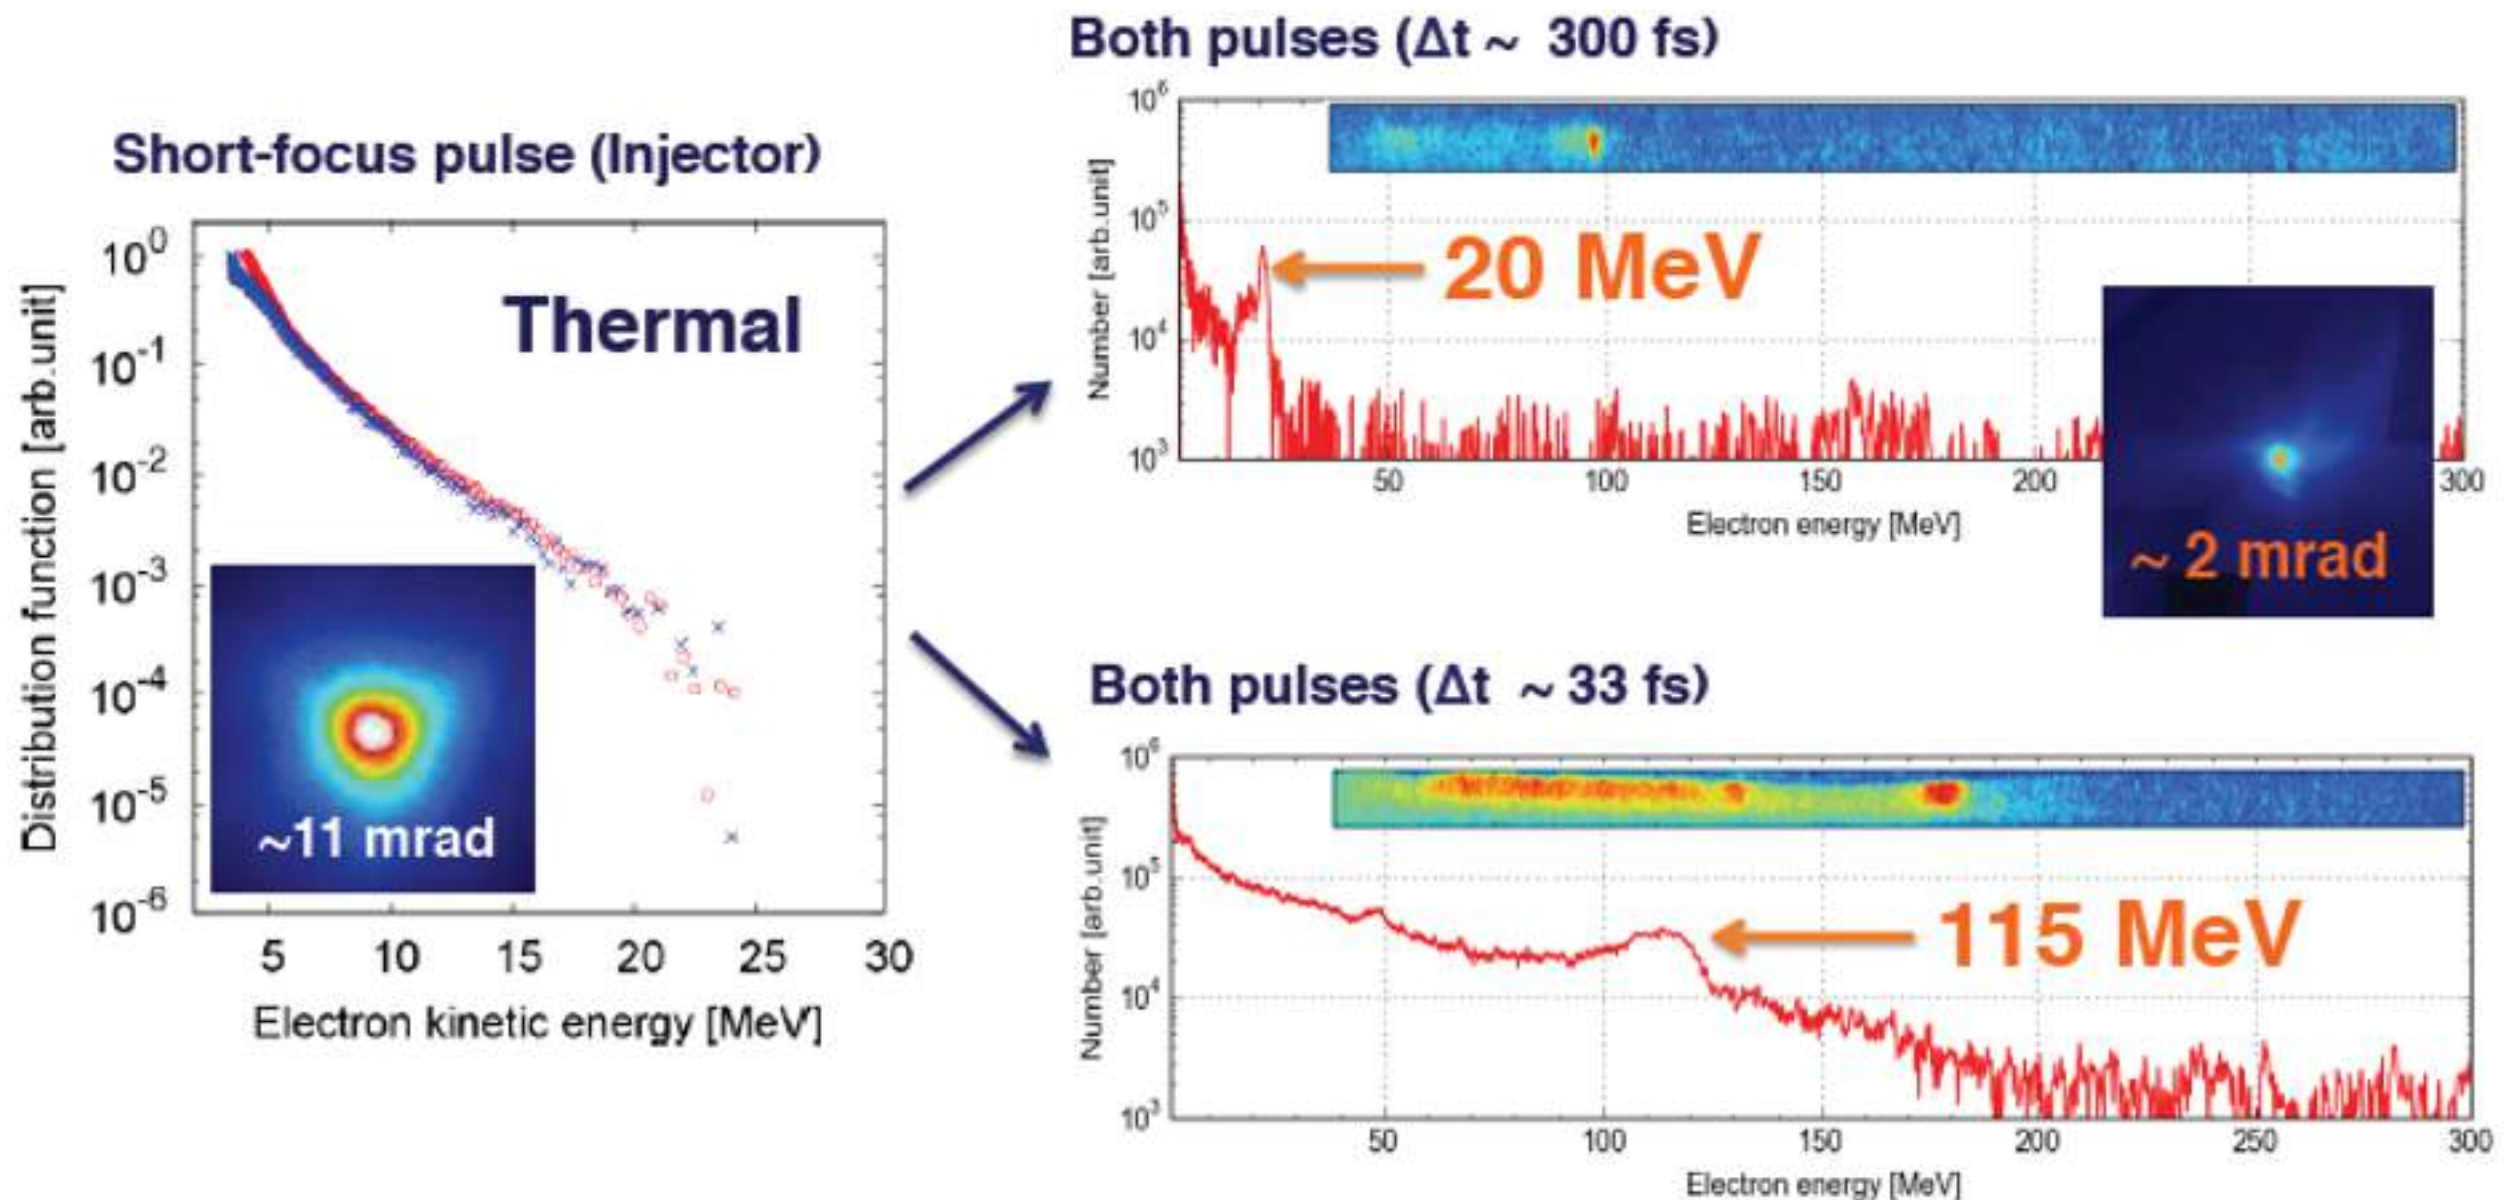 Short-focus pulse (Injector)
Distribution function [arb.unit]
10^0
10^-1
10^-2
10^-3
10^-4
10^-5
10^-6
Thermal
~11 mrad
5 10 15 20 25 30
Electron kinetic energy [MeV]
Both pulses (Δt ~ 300 fs)
Number [arb.unit]
10^6
10^5
10^4
10^3
20 MeV
~ 2 mrad
50 100 150 200 300
Electron energy [MeV]
Both pulses (Δt ~ 33 fs)
Number [arb.unit]
10^6
10^5
10^4
10^3
115 MeV
50 100 150 200 250 300
Electron energy [MeV]